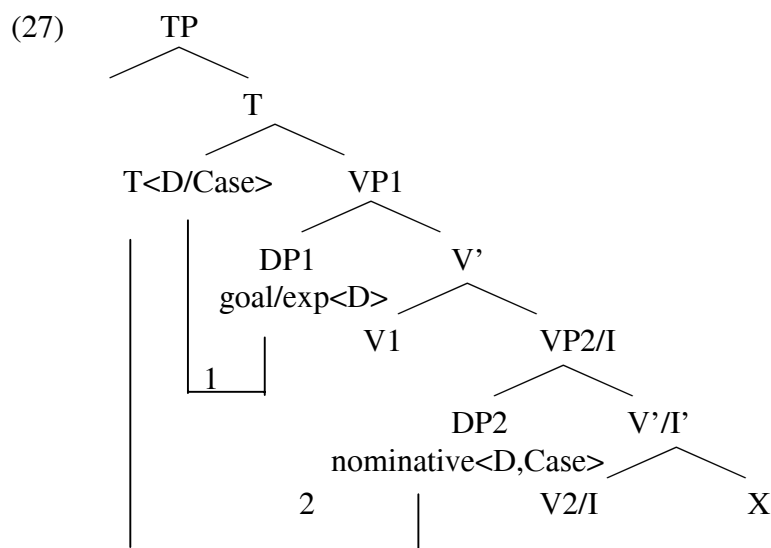 (27) TP
T
T<D/Case> VP1
DP1 V’
goal/exp<D>
V1 VP2/I
1
DP2 V’/I’
nominative<D,Case>
2 V2/I X